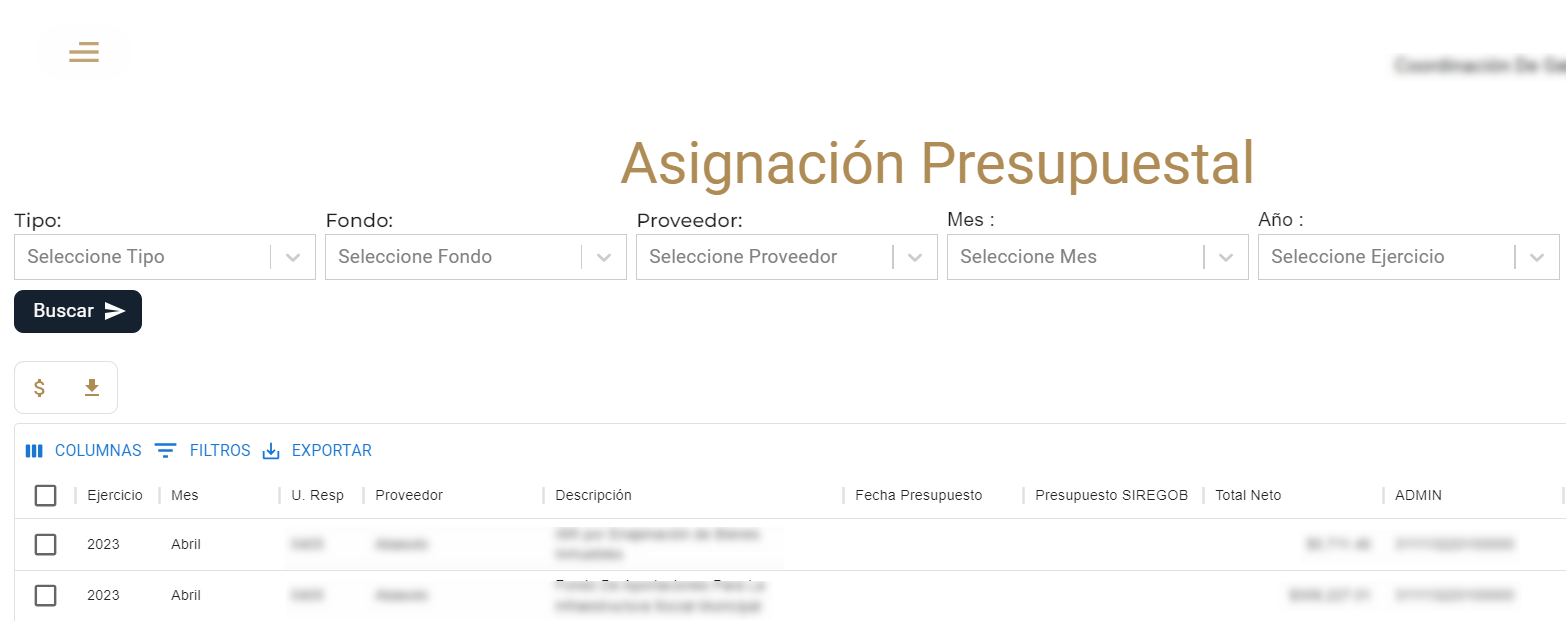 Asignación Presupuestal
Tipo: Fondo: Proveedor: Mes : Año :
Seleccione Tipo Seleccione Fondo Seleccione Proveedor Seleccione Mes Seleccione Ejercicio
Buscar
$
COLUMNAS FILTROS EXPORTAR
Ejercicio Mes U. Resp Proveedor Descripción Fecha Presupuesto Presupuesto SIREGOB Total Neto ADMIN
2023 Abril
2023 Abril